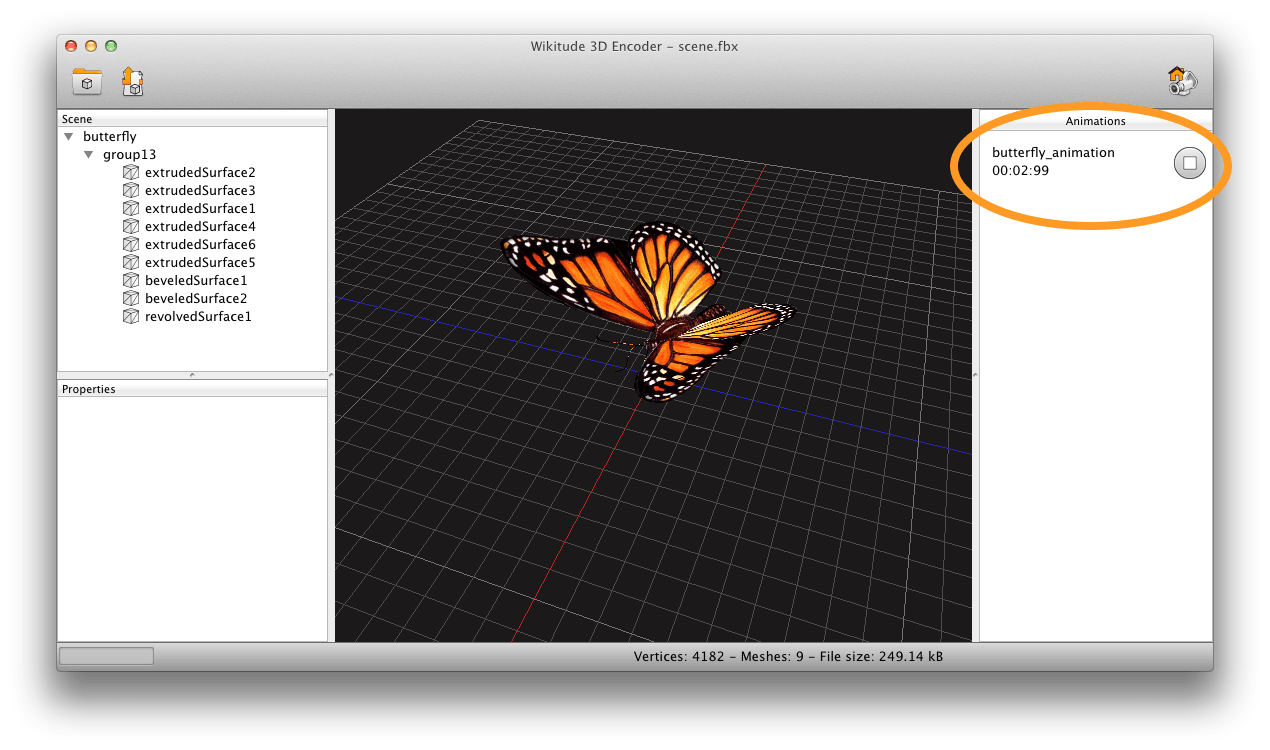 Wikitude 3D Encoder – scene.fbx
Scene
butterfly
group13
extrudedSurface2
extrudedSurface3
extrudedSurface1
extrudedSurface4
extrudedSurface6
extrudedSurface5
beveledSurface1
beveledSurface2
revolvedSurface1
Properties
Animations
butterfly_animation
00:02:99
Vertices: 4182 – Meshes: 9 – File size: 249.14 kB